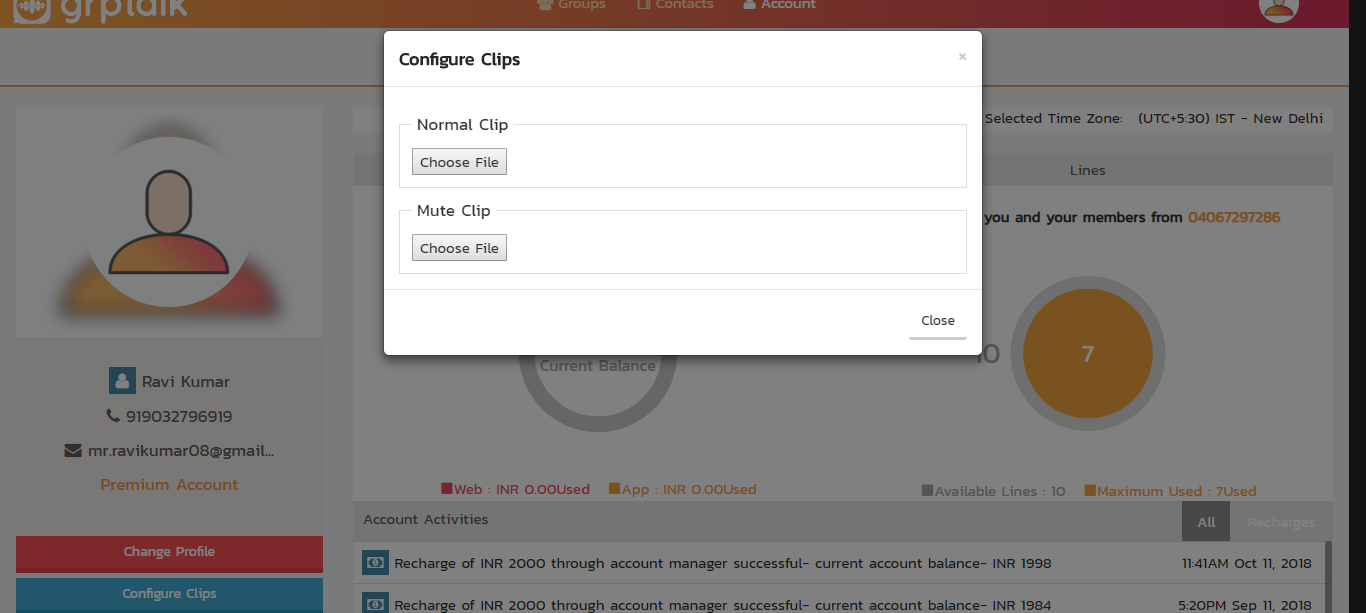 grptalk
Groups Contacts Account
Configure Clips ×
Selected Time Zone: (UTC+5:30) IST - New Delhi
Normal Clip
Choose File
Lines
Mute Clip
you and your members from 04067297286
Choose File
Close
10 7
Current Balance
Ravi Kumar
919032796919
mr.ravikumar08@gmail...
Premium Account
Web : INR 0.00Used App : INR 0.00Used
Available Lines : 10 Maximum Used : 7Used
Account Activities All Recharges
Change Profile
Recharge of INR 2000 through account manager successful- current account balance- INR 1998 11:41AM Oct 11, 2018
Configure Clips
Recharge of INR 2000 through account manager successful- current account balance- INR 1984 5:20PM Sep 11, 2018